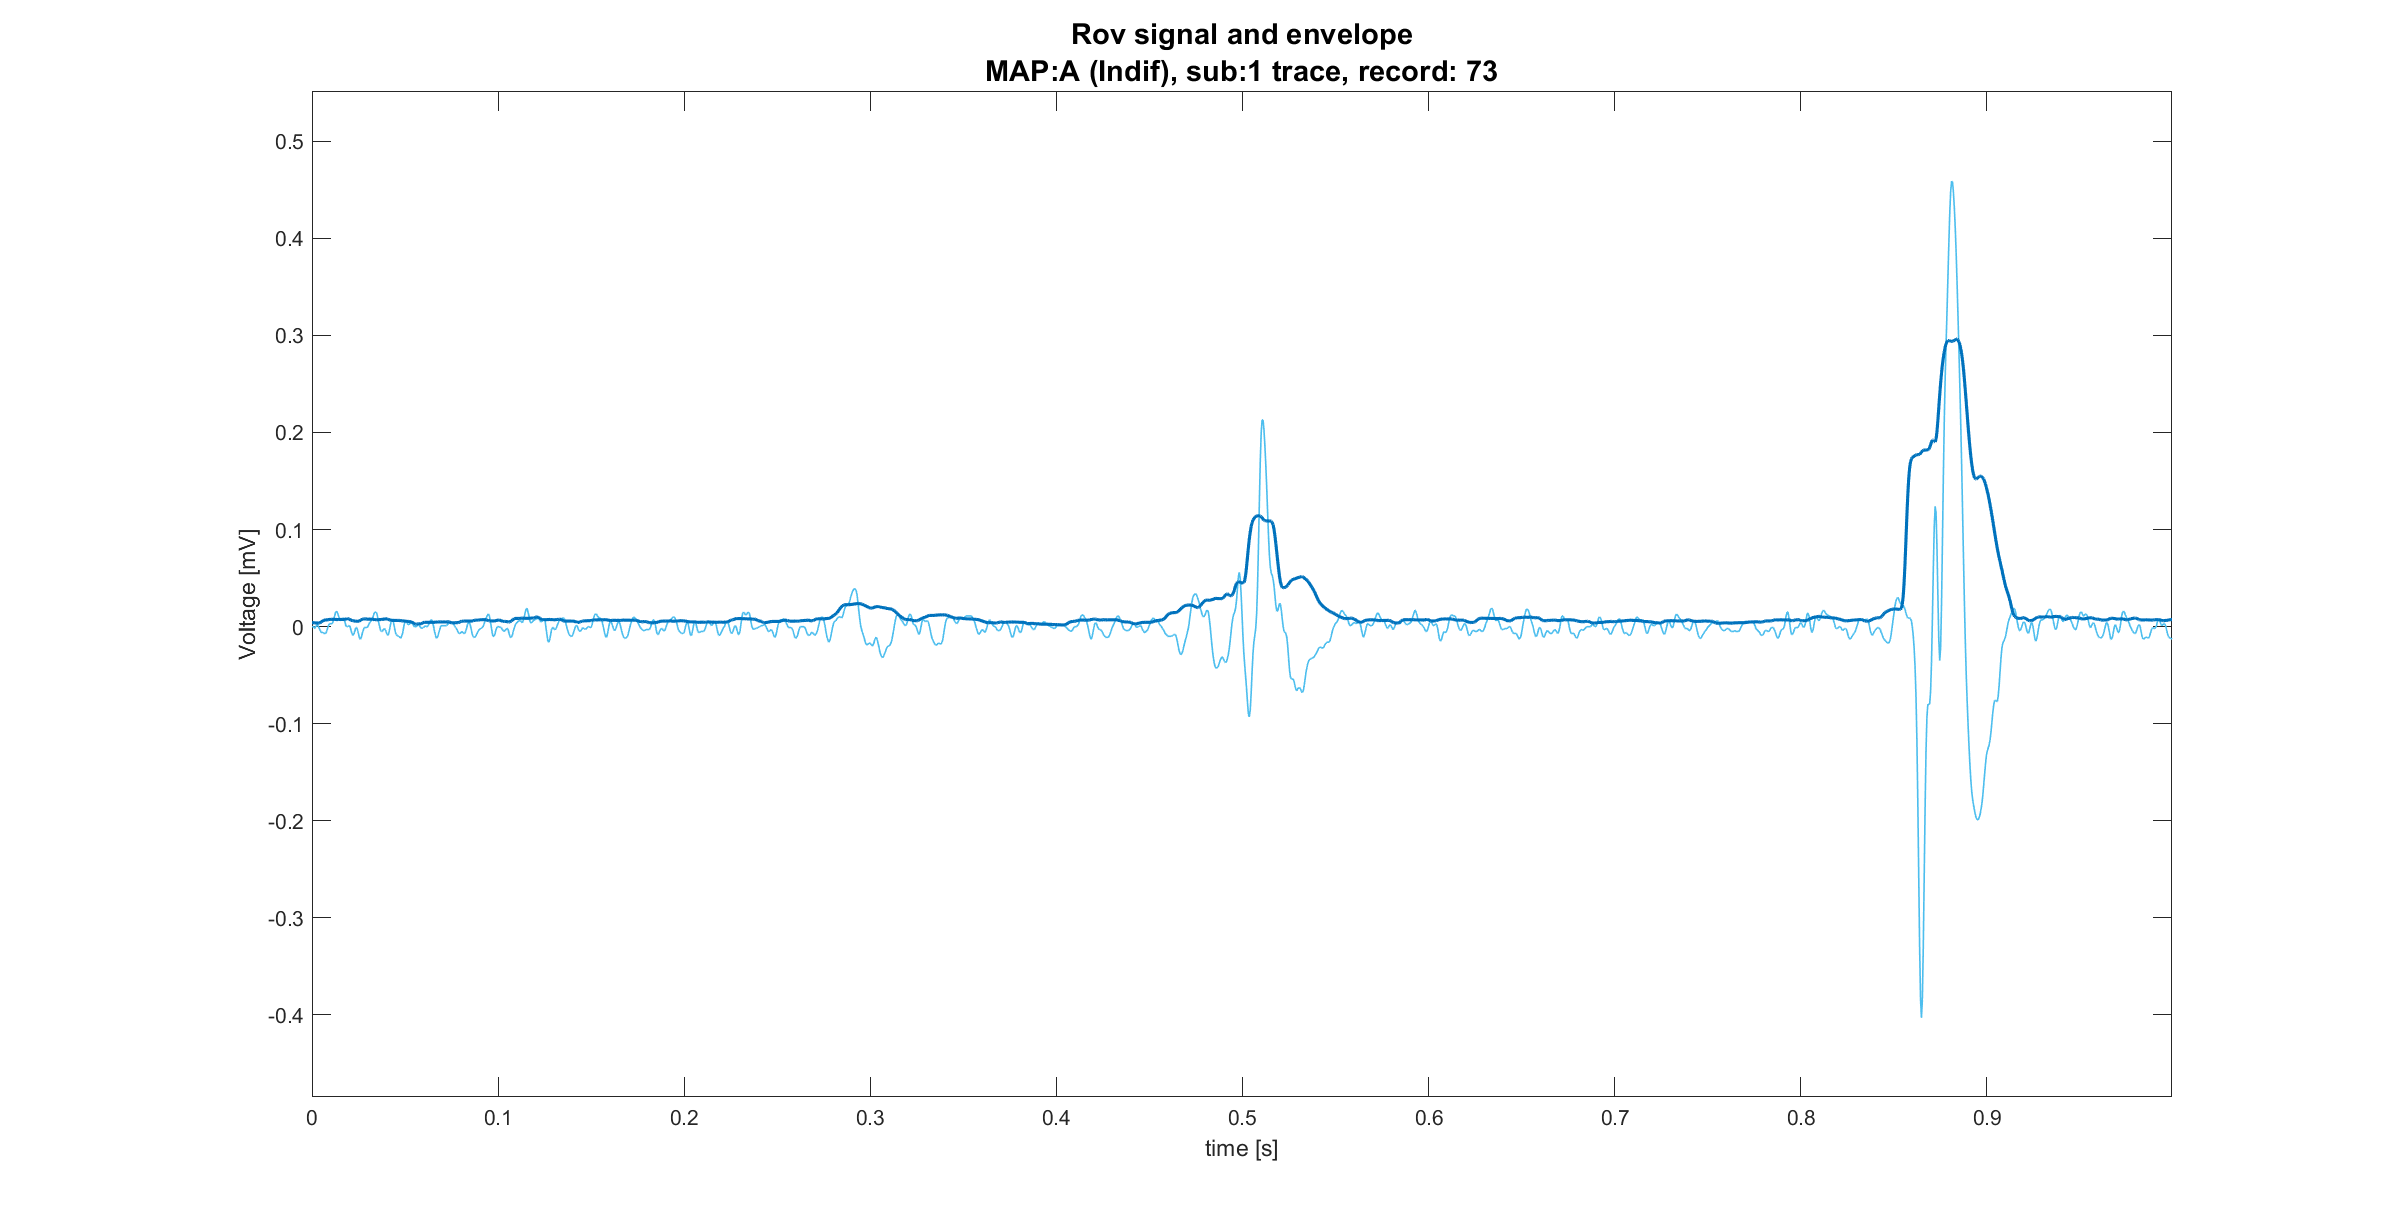 Rov signal and envelope
MAP:A (Indif), sub:1 trace, record: 73
Voltage [mV]
0.5
0.4
0.3
0.2
0.1
0
-0.1
-0.2
-0.3
-0.4
0 0.1 0.2 0.3 0.4 0.5 0.6 0.7 0.8 0.9
time [s]